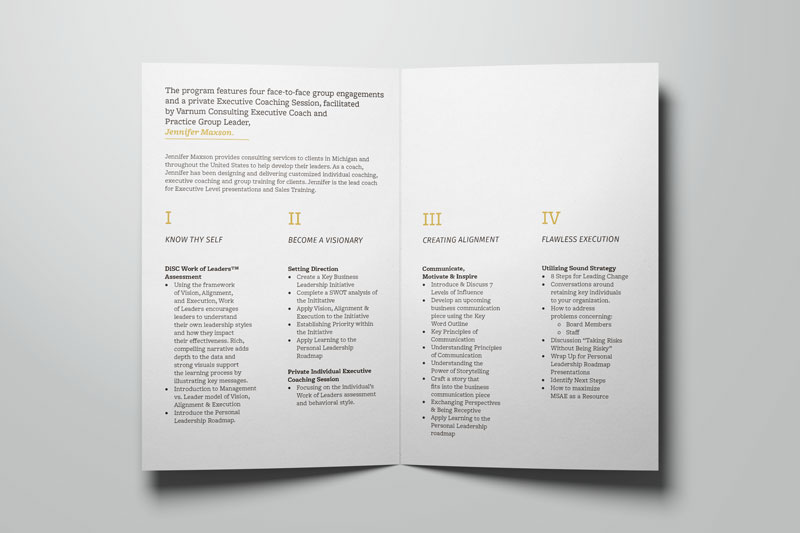 The program features four face-to-face group engagements
and a private Executive Coaching Session, facilitated
by Varnum Consulting Executive Coach and
Practice Group Leader,
Jennifer Maxson.
Jennifer Maxson provides consulting services to clients in Michigan and
throughout the United States to help develop their leaders. As a coach,
Jennifer has been designing and delivering customized individual coaching,
executive coaching and group training for clients. Jennifer is the lead coach
for Executive Level presentations and Sales Training.
I
KNOW THY SELF
DISC Work of Leaders™
Assessment
• Using the framework
of Vision, Alignment,
and Execution, Work
of Leaders encourages
leaders to understand
their own leadership styles
and how they impact
their effectiveness. Rich,
compelling narrative adds
depth to the data and
strong visuals support
the learning process by
illustrating key messages.
• Introduction to Management
vs. Leader model of Vision,
Alignment & Execution
• Introduce the Personal
Leadership Roadmap.
II
BECOME A VISIONARY
Setting Direction
• Create a Key Business
Leadership Initiative
• Complete a SWOT analysis of
the Inititiative
• Apply Vision, Alignment &
Execution to the Initiative
• Establishing Priority within
the Initiative
• Apply Learning to the
Personal Leadership
Roadmap
Private Individual Executive
Coaching Session
• Focusing on the individual's
Work of Leaders assessment
and behavioral style.
III
CREATING ALIGNMENT
Communicate,
Motivate & Inspire
• Introduce & Discuss 7
Levels of Influence
• Develop an upcoming
business communication
piece using the Key
Word Outline
• Key Principles of
Communication
• Understanding Principles
of Communication
• Understanding the
Power of Storytelling
• Craft a story that
fits into the business
communication piece
• Exchanging Perspectives
& Being Receptive
• Apply Learning to the
Personal Leadership
roadmap
IV
FLAWLESS EXECUTION
Utilizing Sound Strategy
• 8 Steps for Leading Change
• Conversations around
retaining key individuals
to your organization.
• How to address
problems concerning:
○ Board Members
○ Staff
• Discussion "Taking Risks
Without Being Risky"
• Wrap Up for Personal
Leadership Roadmap
Presentations
• Identify Next Steps
• How to maximize
MSAE as a Resource